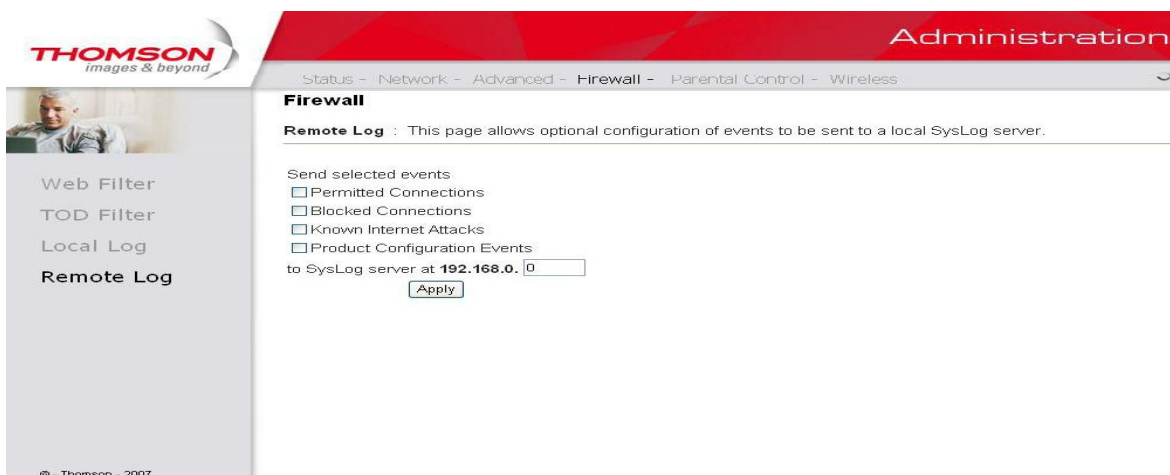 THOMSON
images & beyond
Administration
Status - Network - Advanced - Firewall - Parental Control - Wireless
Firewall
Remote Log : This page allows optional configuration of events to be sent to a local SysLog server.
Web Filter
TOD Filter
Local Log
Remote Log
Send selected events
Permitted Connections
Blocked Connections
Known Internet Attacks
Product Configuration Events
to SysLog server at 192.168.0. 0
Apply
© - Thomson - 2007